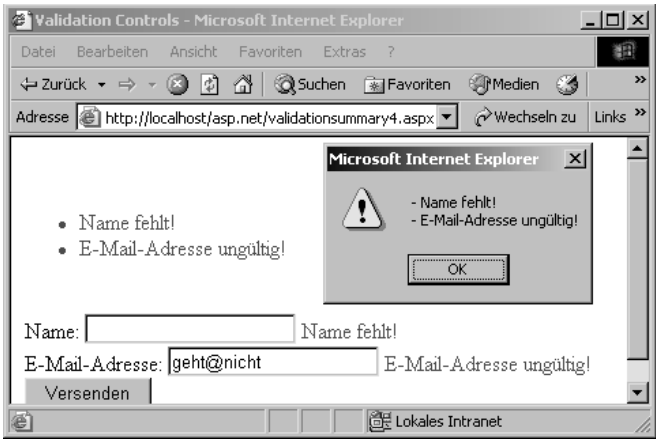 Validation Controls - Microsoft Internet Explorer
Datei Bearbeiten Ansicht Favoriten Extras ?
Zurück Suchen Favoriten Medien »
Adresse http://localhost/asp.net/validationsummary4.aspx Wechseln zu Links »
Microsoft Internet Explorer
- Name fehlt!
- E-Mail-Adresse ungültig!
OK
• Name fehlt!
• E-Mail-Adresse ungültig!
Name: Name fehlt!
E-Mail-Adresse: geht@nicht E-Mail-Adresse ungültig!
Versenden
Lokales Intranet